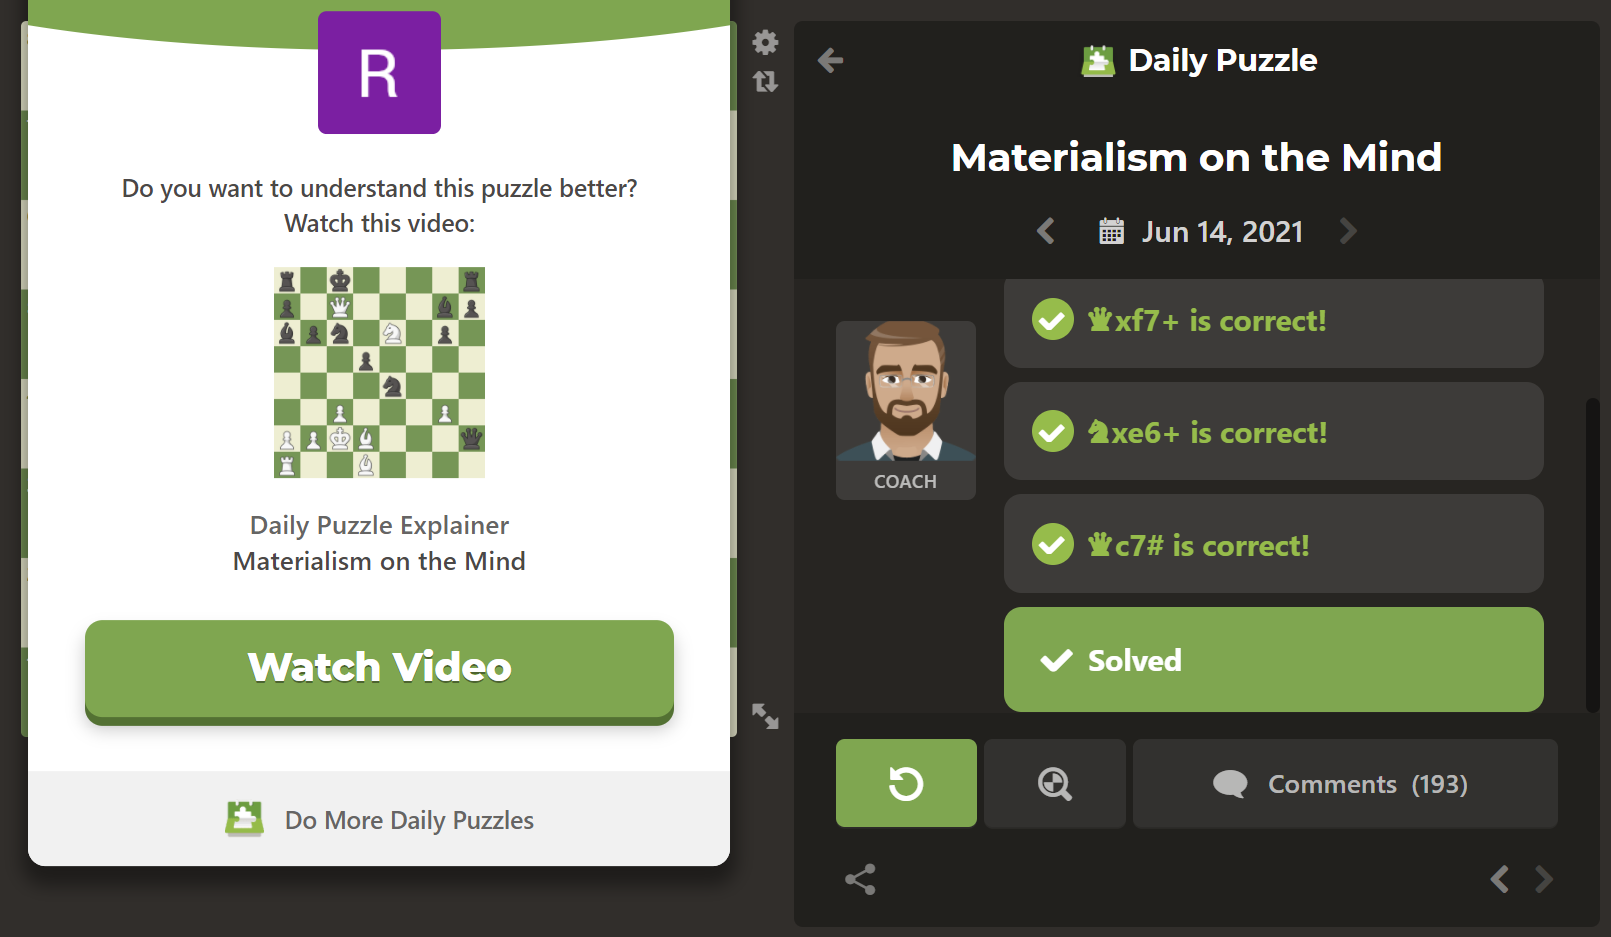 R
Do you want to understand this puzzle better?
Watch this video:
Daily Puzzle Explainer
Materialism on the Mind
Watch Video
Do More Daily Puzzles
Daily Puzzle
Materialism on the Mind
Jun 14, 2021
♛xf7+ is correct!
♞xe6+ is correct!
♛c7# is correct!
COACH
Solved
Comments (193)